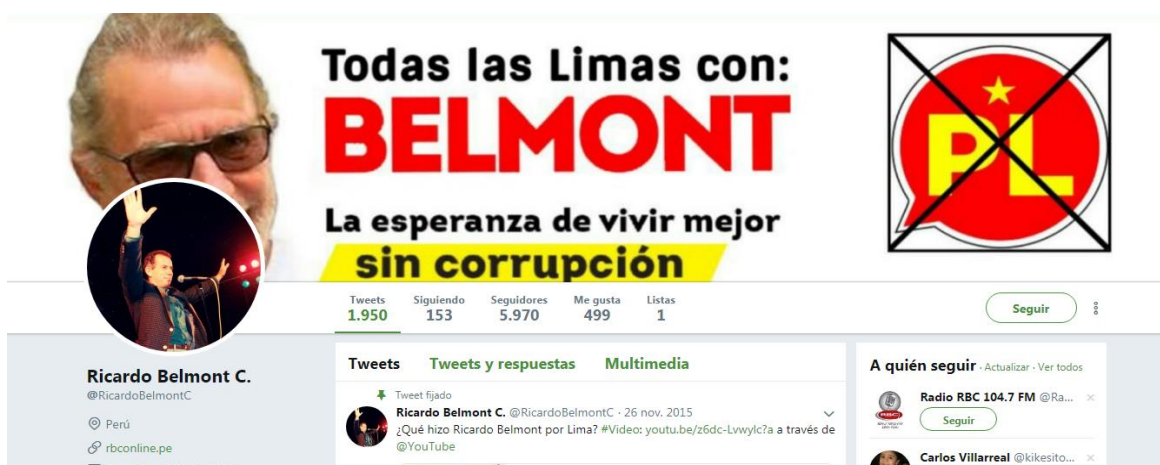 Todas las Limas con:
BELMONT
La esperanza de vivir mejor
sin corrupción
PL
Tweets Siguiendo Seguidores Me gusta Listas
1.950 153 5.970 499 1
Seguir
Ricardo Belmont C.
@RicardoBelmontC
Perú
rbconline.pe
Tweets Tweets y respuestas Multimedia
Tweet fijado
Ricardo Belmont C. @RicardoBelmontC · 26 nov. 2015
¿Qué hizo Ricardo Belmont por Lima? #Video: youtu.be/z6dc-Lvwylc?a a través de
@YouTube
A quién seguir · Actualizar · Ver todos
Radio RBC 104.7 FM @Ra...
Seguir
Carlos Villarreal @kikesito...